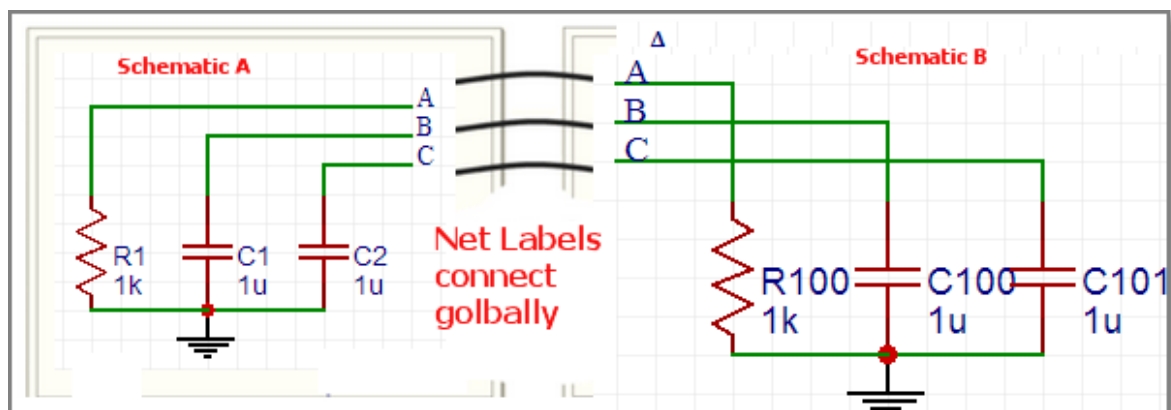 Schematic A
A
B
C
R1
1k
C1
1u
C2
1u
Net Labels
connect
golbally
Δ
Schematic B
A
B
C
R100
1k
C100
1u
C101
1u